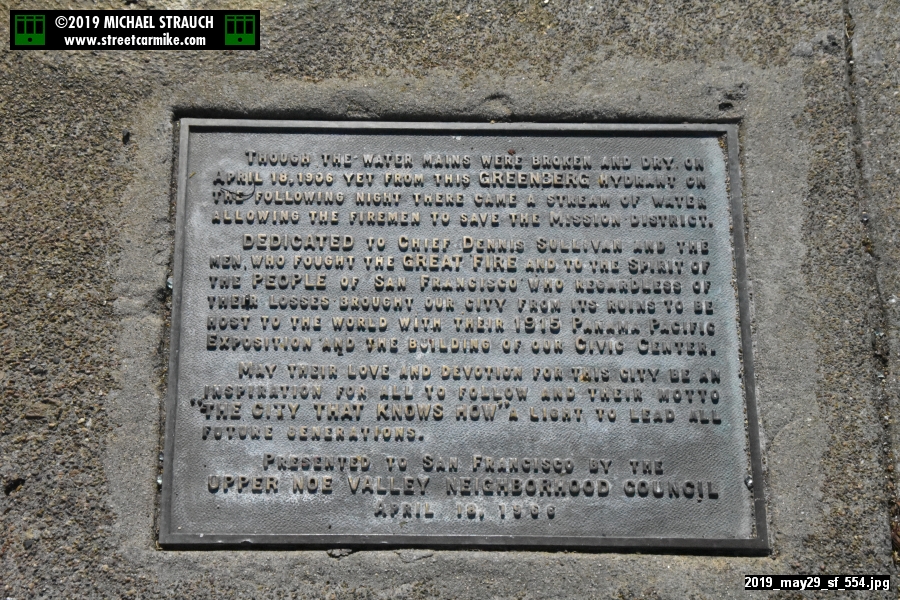 ©2019 MICHAEL STRAUCH
www.streetcarmike.com
THOUGH THE WATER MAINS WERE BROKEN AND DRY, ON
APRIL 18, 1906 YET FROM THIS GREENBERG HYDRANT ON
THE FOLLOWING NIGHT THERE CAME A STREAM OF WATER
ALLOWING THE FIREMEN TO SAVE THE MISSION DISTRICT.
DEDICATED TO CHIEF DENNIS SULLIVAN AND THE
MEN, WHO FOUGHT THE GREAT FIRE AND TO THE SPIRIT OF
THE PEOPLE OF SAN FRANCISCO WHO REGARDLESS OF
THEIR LOSSES BROUGHT OUR CITY FROM ITS RUINS TO BE
HOST TO THE WORLD WITH THEIR 1915 PANAMA PACIFIC
EXPOSITION AND THE BUILDING OF OUR CIVIC CENTER.
MAY THEIR LOVE AND DEVOTION FOR THIS CITY BE AN
INSPIRATION FOR ALL TO FOLLOW AND THEIR MOTTO
"THE CITY THAT KNOWS HOW" A LIGHT TO LEAD ALL
FUTURE GENERATIONS.
PRESENTED TO SAN FRANCISCO BY THE
UPPER NOE VALLEY NEIGHBORHOOD COUNCIL
APRIL 18, 1966
2019_may29_sf_554.jpg